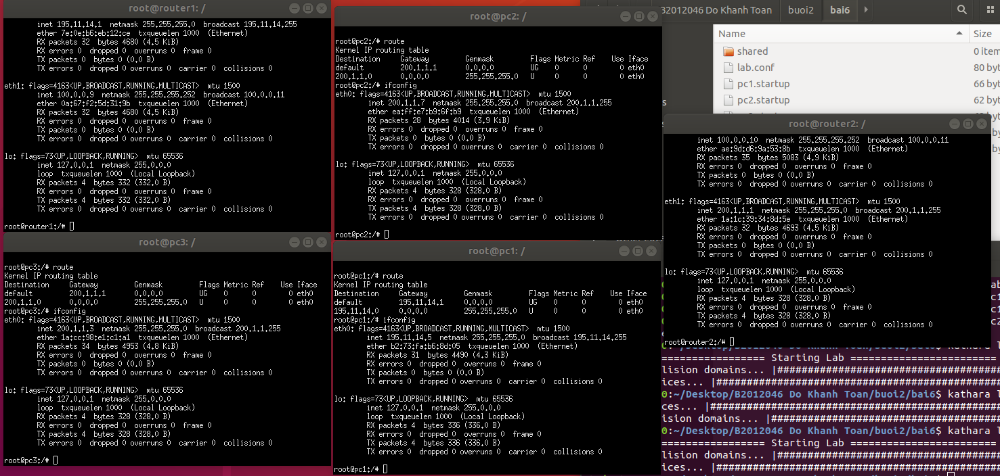 root@router1: /
inet 195.11.14.1  netmask 255.255.255.0  broadcast 195.11.14.255
ether 7e:0e:b6:eb:12:ce  txqueuelen 1000  (Ethernet)
RX packets 32  bytes 4680 (4.5 KiB)
RX errors 0  dropped 0  overruns 0  frame 0
TX packets 0  bytes 0 (0.0 B)
TX errors 0  dropped 0 overruns 0  carrier 0  collisions 0
eth1: flags=4163<UP,BROADCAST,RUNNING,MULTICAST>  mtu 1500
inet 100.0.0.9  netmask 255.255.255.252  broadcast 100.0.0.11
ether 0a:67:f2:5d:31:9b  txqueuelen 1000  (Ethernet)
RX packets 32  bytes 4680 (4.5 KiB)
RX errors 0  dropped 0  overruns 0  frame 0
TX packets 0  bytes 0 (0.0 B)
TX errors 0  dropped 0 overruns 0  carrier 0  collisions 0
lo: flags=73<UP,LOOPBACK,RUNNING>  mtu 65536
inet 127.0.0.1  netmask 255.0.0.0
loop  txqueuelen 1000  (Local Loopback)
RX packets 4  bytes 332 (332.0 B)
RX errors 0  dropped 0  overruns 0  frame 0
TX packets 4  bytes 332 (332.0 B)
TX errors 0  dropped 0 overruns 0  carrier 0  collisions 0
root@router1:/#
root@pc2: /
root@pc2:/# route
Kernel IP routing table
Destination     Gateway         Genmask         Flags Metric Ref    Use Iface
default         200.1.1.1       0.0.0.0         UG    0      0        0 eth0
200.1.1.0       0.0.0.0         255.255.255.0   U     0      0        0 eth0
root@pc2:/# ifconfig
eth0: flags=4163<UP,BROADCAST,RUNNING,MULTICAST>  mtu 1500
inet 200.1.1.7  netmask 255.255.255.0  broadcast 200.1.1.255
ether ea:ff:e7:b9:6f:b9  txqueuelen 1000  (Ethernet)
RX packets 28  bytes 4014 (3.9 KiB)
RX errors 0  dropped 0  overruns 0  frame 0
TX packets 0  bytes 0 (0.0 B)
TX errors 0  dropped 0 overruns 0  carrier 0  collisions 0
lo: flags=73<UP,LOOPBACK,RUNNING>  mtu 65536
inet 127.0.0.1  netmask 255.0.0.0
loop  txqueuelen 1000  (Local Loopback)
RX packets 4  bytes 328 (328.0 B)
RX errors 0  dropped 0  overruns 0  frame 0
TX packets 4  bytes 328 (328.0 B)
TX errors 0  dropped 0 overruns 0  carrier 0  collisions 0
root@pc2:/#
B2012046 Do Khanh Toan buoi2 bai6
Name Size
shared 0 item
lab.conf 80 byt
pc1.startup 66 byt
pc2.startup 62 byt
root@router2: /
inet 100.0.0.10  netmask 255.255.255.252  broadcast 100.0.0.11
ether ae:9d:d6:9a:53:8b  txqueuelen 1000  (Ethernet)
RX packets 35  bytes 5083 (4.9 KiB)
RX errors 0  dropped 0  overruns 0  frame 0
TX packets 0  bytes 0 (0.0 B)
TX errors 0  dropped 0 overruns 0  carrier 0  collisions 0
eth1: flags=4163<UP,BROADCAST,RUNNING,MULTICAST>  mtu 1500
inet 200.1.1.1  netmask 255.255.255.0  broadcast 200.1.1.255
ether 1a:1c:39:34:8d:5e  txqueuelen 1000  (Ethernet)
RX packets 32  bytes 4693 (4.5 KiB)
RX errors 0  dropped 0  overruns 0  frame 0
TX packets 0  bytes 0 (0.0 B)
TX errors 0  dropped 0 overruns 0  carrier 0  collisions 0
lo: flags=73<UP,LOOPBACK,RUNNING>  mtu 65536
inet 127.0.0.1  netmask 255.0.0.0
loop  txqueuelen 1000  (Local Loopback)
RX packets 4  bytes 328 (328.0 B)
RX errors 0  dropped 0  overruns 0  frame 0
TX packets 4  bytes 328 (328.0 B)
TX errors 0  dropped 0 overruns 0  carrier 0  collisions 0
root@router2:/#
root@pc3: /
root@pc3:/# route
Kernel IP routing table
Destination     Gateway         Genmask         Flags Metric Ref    Use Iface
default         200.1.1.1       0.0.0.0         UG    0      0        0 eth0
200.1.1.0       0.0.0.0         255.255.255.0   U     0      0        0 eth0
root@pc3:/# ifconfig
eth0: flags=4163<UP,BROADCAST,RUNNING,MULTICAST>  mtu 1500
inet 200.1.1.3  netmask 255.255.255.0  broadcast 200.1.1.255
ether 1a:cc:98:e1:c1:a1  txqueuelen 1000  (Ethernet)
RX packets 34  bytes 4953 (4.8 KiB)
RX errors 0  dropped 0  overruns 0  frame 0
TX packets 0  bytes 0 (0.0 B)
TX errors 0  dropped 0 overruns 0  carrier 0  collisions 0
lo: flags=73<UP,LOOPBACK,RUNNING>  mtu 65536
inet 127.0.0.1  netmask 255.0.0.0
loop  txqueuelen 1000  (Local Loopback)
RX packets 4  bytes 328 (328.0 B)
RX errors 0  dropped 0  overruns 0  frame 0
TX packets 4  bytes 328 (328.0 B)
TX errors 0  dropped 0 overruns 0  carrier 0  collisions 0
root@pc3:/#
root@pc1: /
root@pc1:/# route
Kernel IP routing table
Destination     Gateway         Genmask         Flags Metric Ref    Use Iface
default         195.11.14.1     0.0.0.0         UG    0      0        0 eth0
195.11.14.0     0.0.0.0         255.255.255.0   U     0      0        0 eth0
root@pc1:/# ifconfig
eth0: flags=4163<UP,BROADCAST,RUNNING,MULTICAST>  mtu 1500
inet 195.11.14.5  netmask 255.255.255.0  broadcast 195.11.14.255
ether b2:73:fa:b6:8d:05  txqueuelen 1000  (Ethernet)
RX packets 31  bytes 4490 (4.3 KiB)
RX errors 0  dropped 0  overruns 0  frame 0
TX packets 0  bytes 0 (0.0 B)
TX errors 0  dropped 0 overruns 0  carrier 0  collisions 0
lo: flags=73<UP,LOOPBACK,RUNNING>  mtu 65536
inet 127.0.0.1  netmask 255.0.0.0
loop  txqueuelen 1000  (Local Loopback)
RX packets 4  bytes 336 (336.0 B)
RX errors 0  dropped 0  overruns 0  frame 0
TX packets 4  bytes 336 (336.0 B)
TX errors 0  dropped 0 overruns 0  carrier 0  collisions 0
root@pc1:/#
================= Starting Lab ========================
lision domains... |#####################################
ices... |###############################################
0:~/Desktop/B2012046 Do Khanh Toan/buoi2/bai6$ kathara l
ces... |################################################
ision domains... |######################################
0:~/Desktop/B2012046 Do Khanh Toan/buoi2/bai6$ kathara l
================= Starting Lab ========================
lision domains... |#####################################
ices... |###############################################